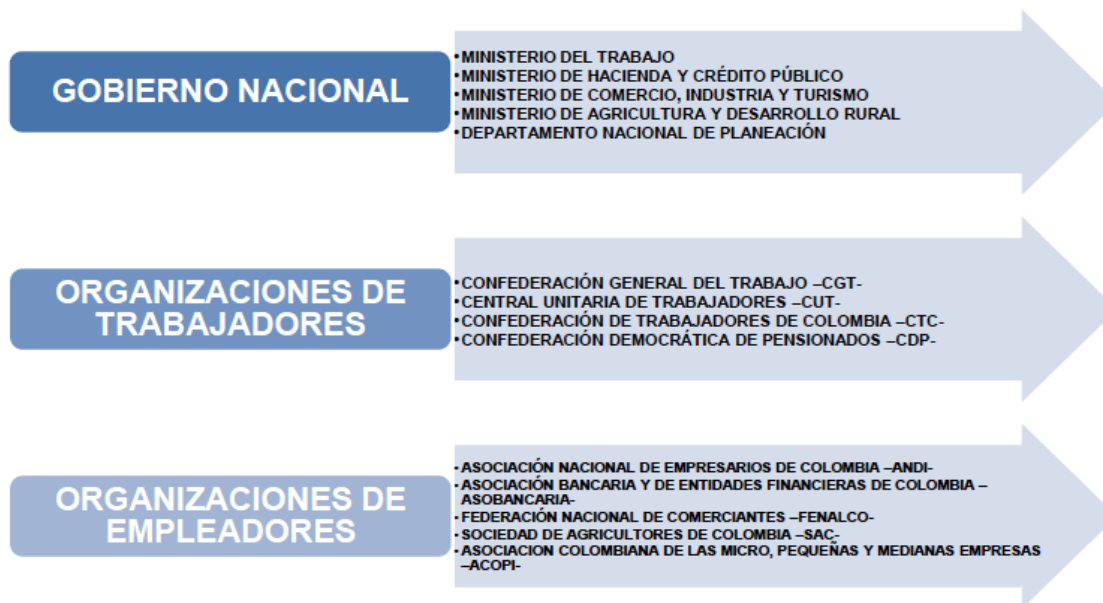 GOBIERNO NACIONAL
•MINISTERIO DEL TRABAJO
•MINISTERIO DE HACIENDA Y CRÉDITO PÚBLICO
•MINISTERIO DE COMERCIO, INDUSTRIA Y TURISMO
•MINISTERIO DE AGRICULTURA Y DESARROLLO RURAL
•DEPARTAMENTO NACIONAL DE PLANEACIÓN
ORGANIZACIONES DE
TRABAJADORES
•CONFEDERACIÓN GENERAL DEL TRABAJO –CGT-
•CENTRAL UNITARIA DE TRABAJADORES –CUT-
•CONFEDERACIÓN DE TRABAJADORES DE COLOMBIA –CTC-
•CONFEDERACIÓN DEMOCRÁTICA DE PENSIONADOS –CDP-
ORGANIZACIONES DE
EMPLEADORES
•ASOCIACIÓN NACIONAL DE EMPRESARIOS DE COLOMBIA –ANDI-
•ASOCIACIÓN BANCARIA Y DE ENTIDADES FINANCIERAS DE COLOMBIA –
ASOBANCARIA-
•FEDERACIÓN NACIONAL DE COMERCIANTES –FENALCO-
•SOCIEDAD DE AGRICULTORES DE COLOMBIA –SAC-
•ASOCIACION COLOMBIANA DE LAS MICRO, PEQUEÑAS Y MEDIANAS EMPRESAS
–ACOPI-